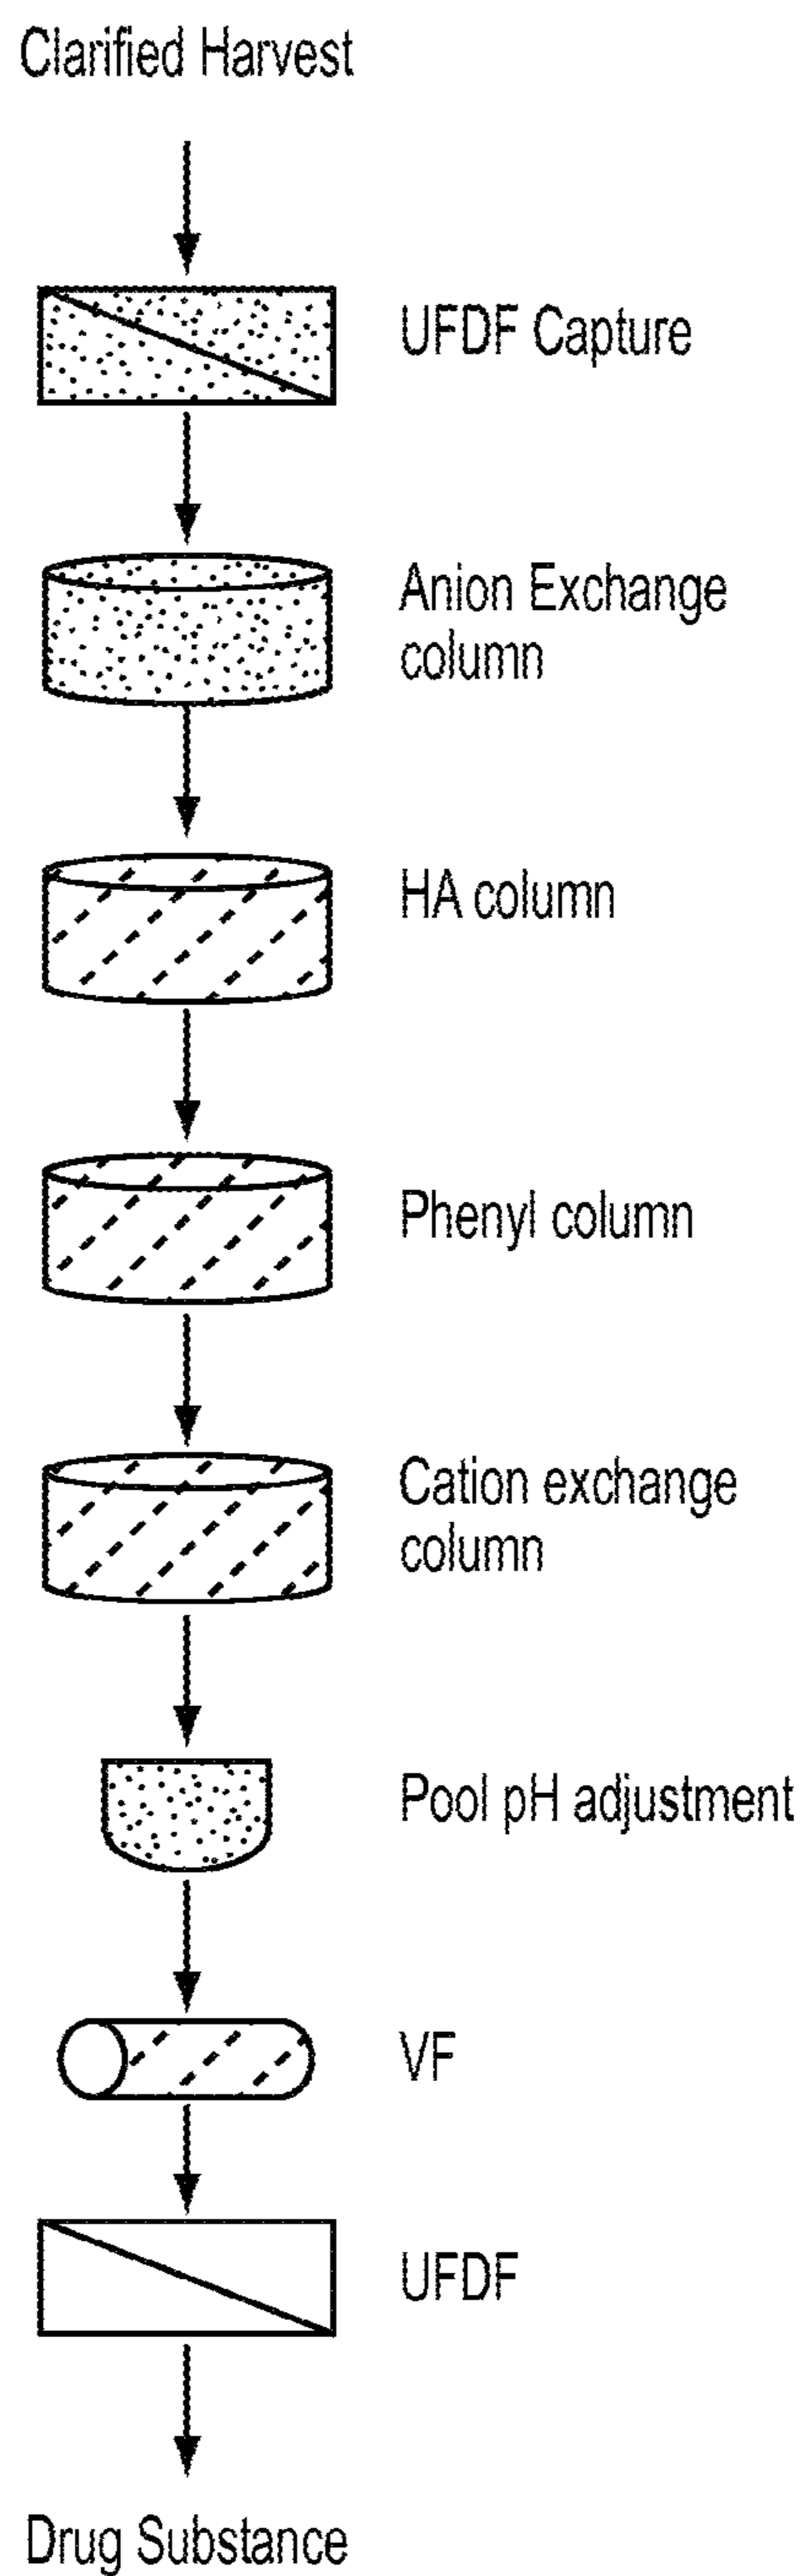 Clarified Harvest
UFDF Capture
Anion Exchange
column
HA column
Phenyl column
Cation exchange
column
Pool pH adjustment
VF
UFDF
Drug Substance